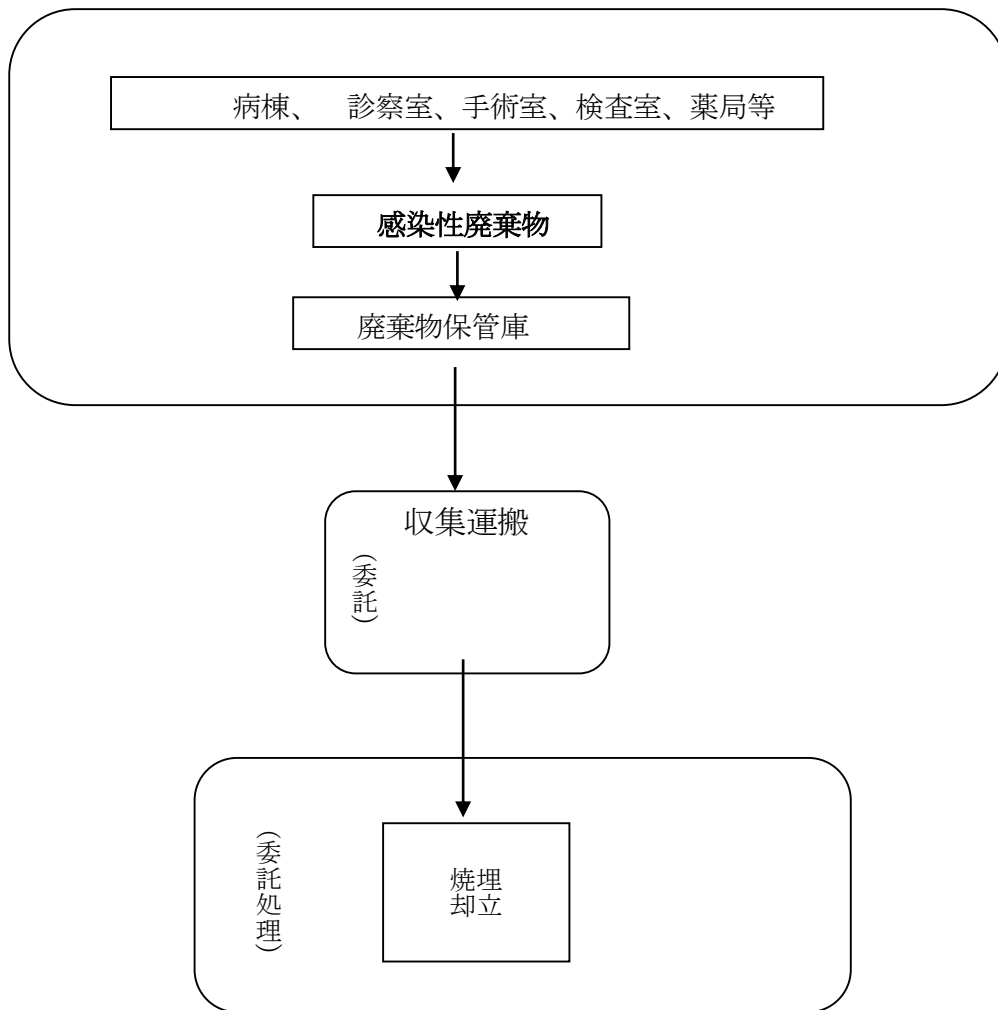 病棟、　診察室、手術室、検査室、薬局等
感染性廃棄物
廃棄物保管庫
収集運搬
(委託)
(委託処理)
埋立
焼却